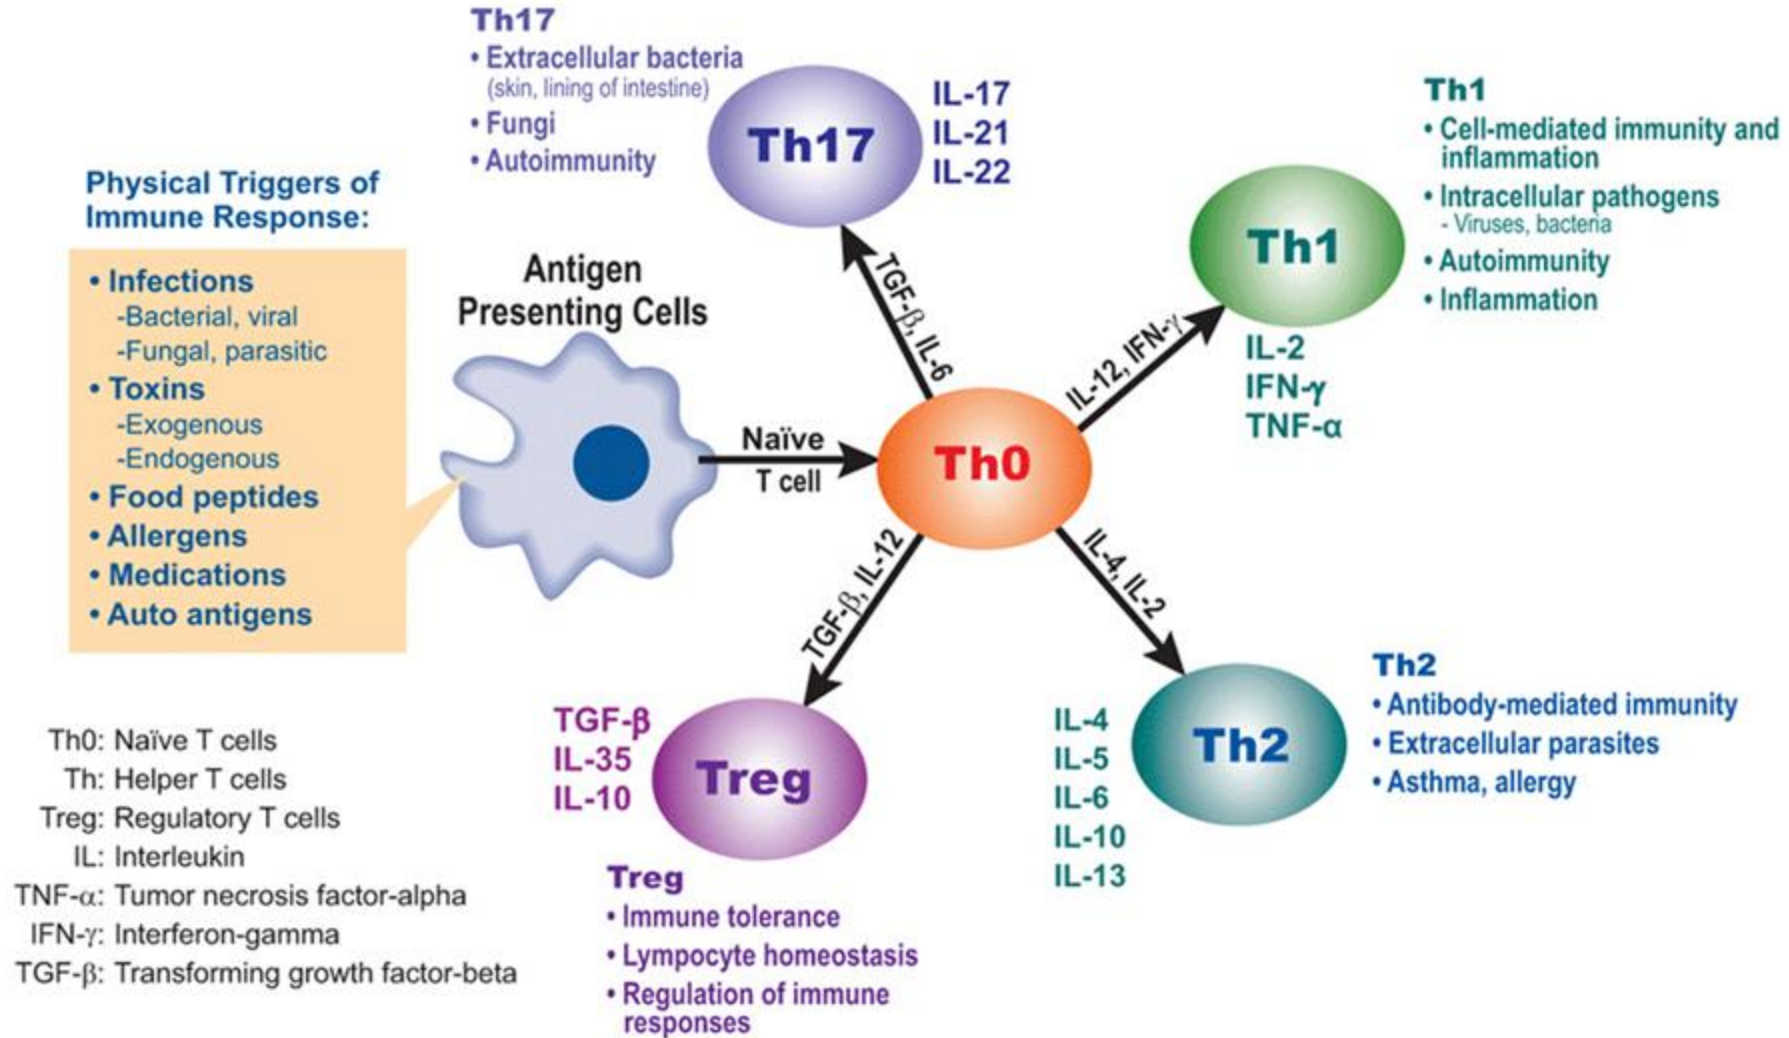 Th17
• Extracellular bacteria
(skin, lining of intestine)
• Fungi
• Autoimmunity
Th17
IL-17
IL-21
IL-22
Th1
• Cell-mediated immunity and
inflammation
• Intracellular pathogens
- Viruses, bacteria
• Autoimmunity
• Inflammation
Th1
IL-2
IFN-γ
TNF-α
Physical Triggers of
Immune Response:
• Infections
-Bacterial, viral
-Fungal, parasitic
• Toxins
-Exogenous
-Endogenous
• Food peptides
• Allergens
• Medications
• Auto antigens
Antigen
Presenting Cells
Naïve
T cell
Th0
TGF-β, IL-6
IL-12, IFN-γ
TGF-β, IL-12
IL-4, IL-2
TGF-β
IL-35
IL-10
Treg
Treg
• Immune tolerance
• Lympocyte homeostasis
• Regulation of immune
responses
IL-4
IL-5
IL-6
IL-10
IL-13
Th2
Th2
• Antibody-mediated immunity
• Extracellular parasites
• Asthma, allergy
Th0: Naïve T cells
Th: Helper T cells
Treg: Regulatory T cells
IL: Interleukin
TNF-α: Tumor necrosis factor-alpha
IFN-γ: Interferon-gamma
TGF-β: Transforming growth factor-beta